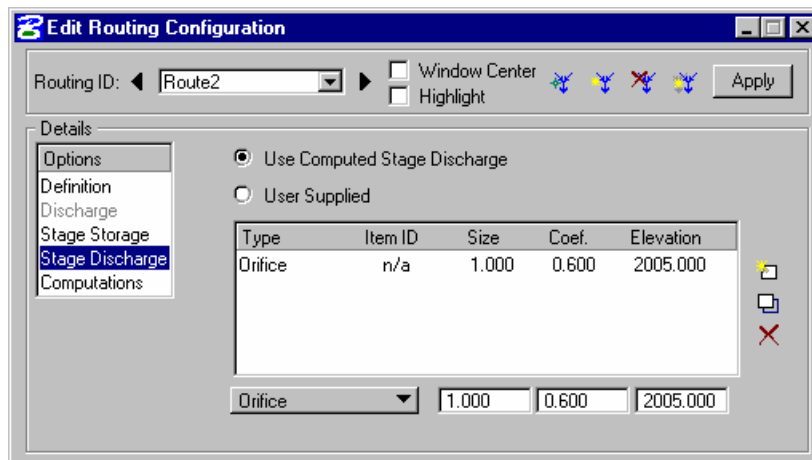 Edit Routing Configuration
Routing ID: Route2 Window Center Apply
Highlight
Details
Options
Definition
Discharge
Stage Storage
Stage Discharge
Computations
Use Computed Stage Discharge
User Supplied
Type Item ID Size Coef. Elevation
Orifice n/a 1.000 0.600 2005.000
Orifice 1.000 0.600 2005.000